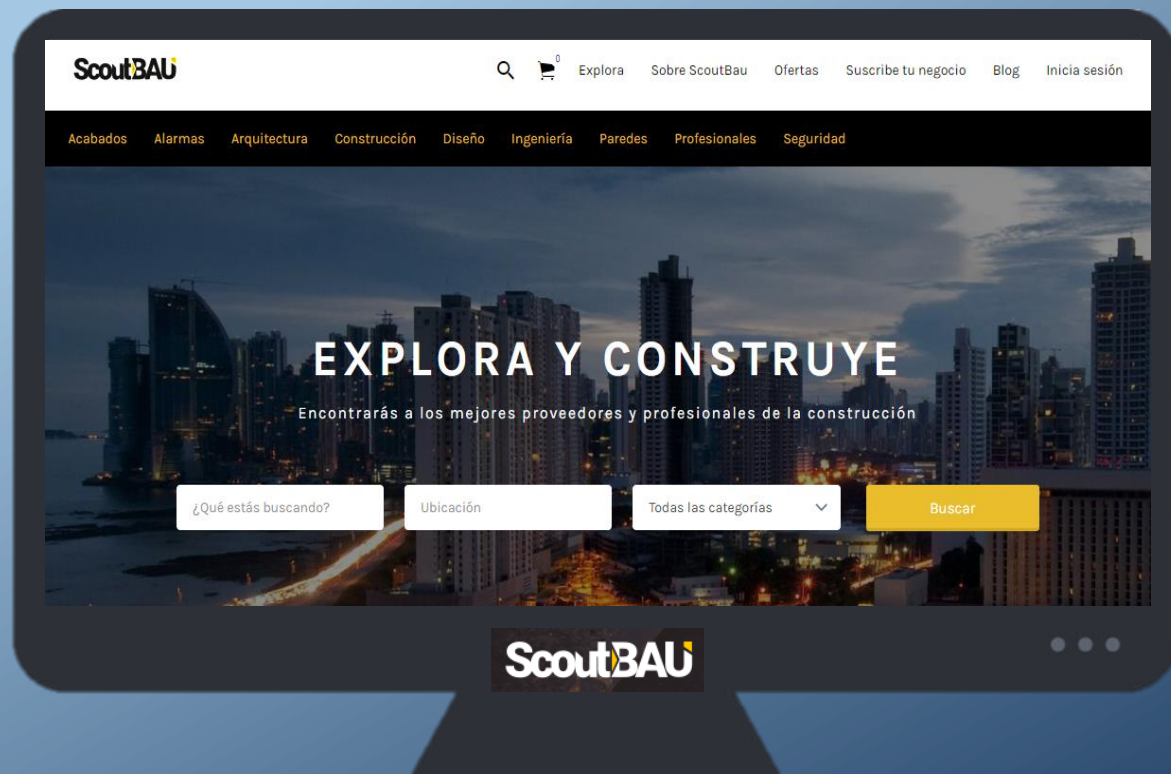 ScoutBAU
0
Explora Sobre ScoutBau Ofertas Suscribe tu negocio Blog Inicia sesión
Acabados Alarmas Arquitectura Construcción Diseño Ingeniería Paredes Profesionales Seguridad
EXPLORA Y CONSTRUYE
Encontrarás a los mejores proveedores y profesionales de la construcción
¿Qué estás buscando? Ubicación Todas las categorías Buscar
ScoutBAU